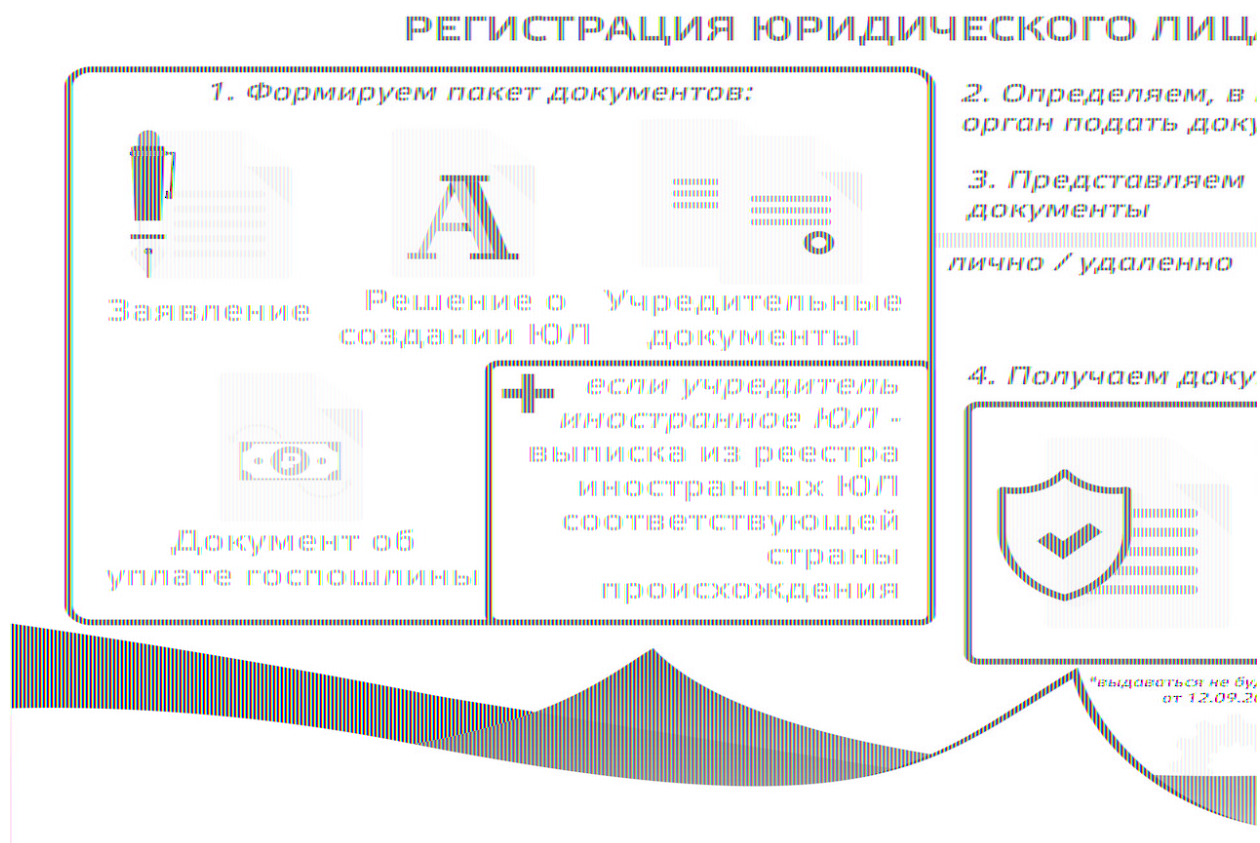 РЕГИСТРАЦИЯ ЮРИДИЧЕСКОГО ЛИЦ
1. Формируем пакет документов:
Заявление
Решение о
создании ЮЛ
Учредительные
документы
Документ об
уплате госпошлины
если учредитель
иностранное ЮЛ -
выписка из реестра
иностранных ЮЛ
соответствующей
страны
происхождения
2. Определяем, в
орган подать доку
3. Представляем
документы
лично / удаленно
4. Получаем доку
"выдаваться не бу
от 12.09.20